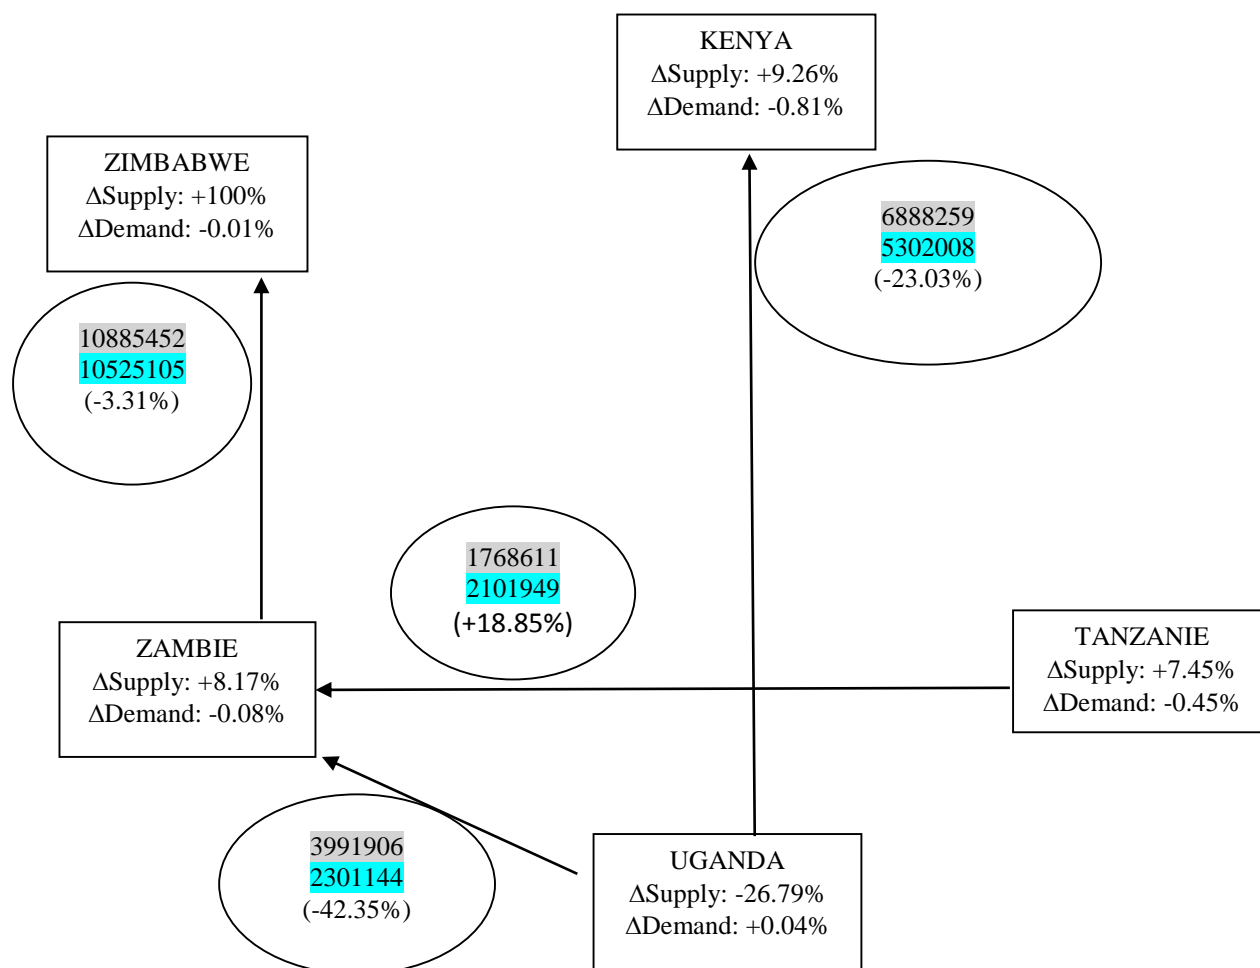 KENYA
ΔSupply: +9.26%
ΔDemand: -0.81%
ZIMBABWE
ΔSupply: +100%
ΔDemand: -0.01%
6888259
5302008
(-23.03%)
10885452
10525105
(-3.31%)
1768611
2101949
(+18.85%)
ZAMBIE
ΔSupply: +8.17%
ΔDemand: -0.08%
TANZANIE
ΔSupply: +7.45%
ΔDemand: -0.45%
3991906
2301144
(-42.35%)
UGANDA
ΔSupply: -26.79%
ΔDemand: +0.04%